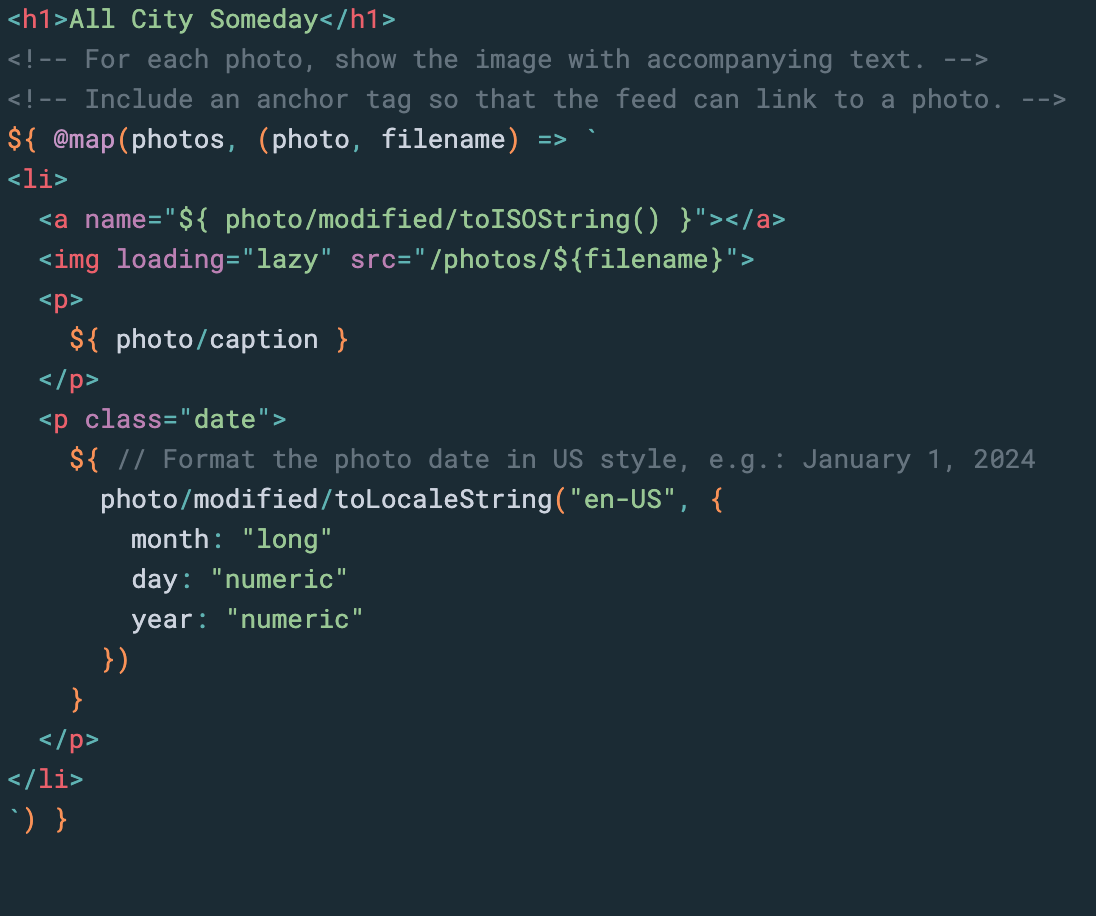 <h1>All City Someday</h1>
<!-- For each photo, show the image with accompanying text. -->
<!-- Include an anchor tag so that the feed can link to a photo. -->
${ @map(photos, (photo, filename) => `
<li>
  <a name="${ photo/modified/toISOString() }"></a>
  <img loading="lazy" src="/photos/${filename}">
  <p>
    ${ photo/caption }
  </p>
  <p class="date">
    ${ // Format the photo date in US style, e.g.: January 1, 2024
      photo/modified/toLocaleString("en-US", {
        month: "long"
        day: "numeric"
        year: "numeric"
      })
    }
  </p>
</li>
`) }